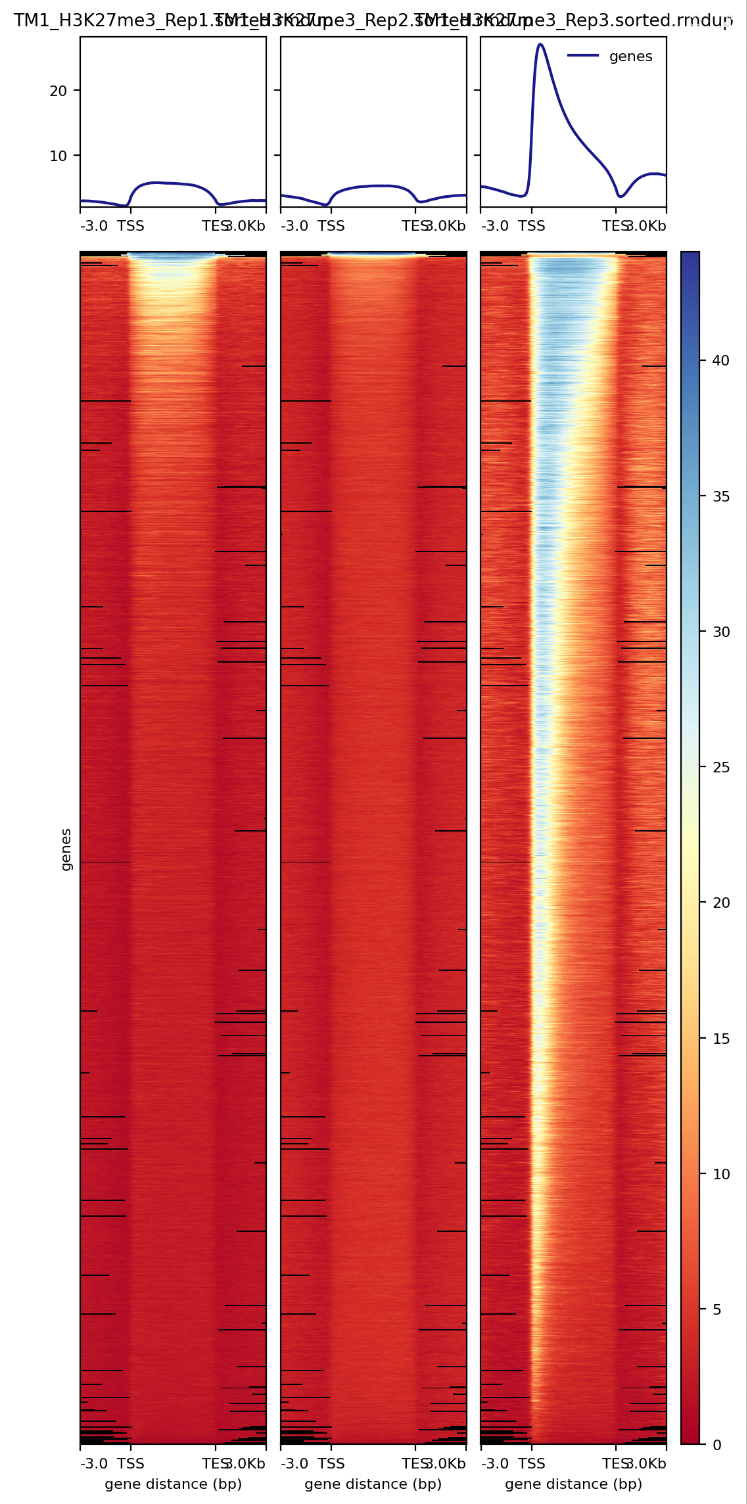 TM1_H3K27me3_Rep1.sorted.rmdup TM1_H3K27me3_Rep2.sorted.rmdup TM1_H3K27me3_Rep3.sorted.rmdup
genes
20
10
-3.0 TSS TES 3.0Kb -3.0 TSS TES 3.0Kb -3.0 TSS TES 3.0Kb
40
35
30
25
genes
20
15
10
5
0
-3.0 TSS TES 3.0Kb -3.0 TSS TES 3.0Kb -3.0 TSS TES 3.0Kb
gene distance (bp) gene distance (bp) gene distance (bp)